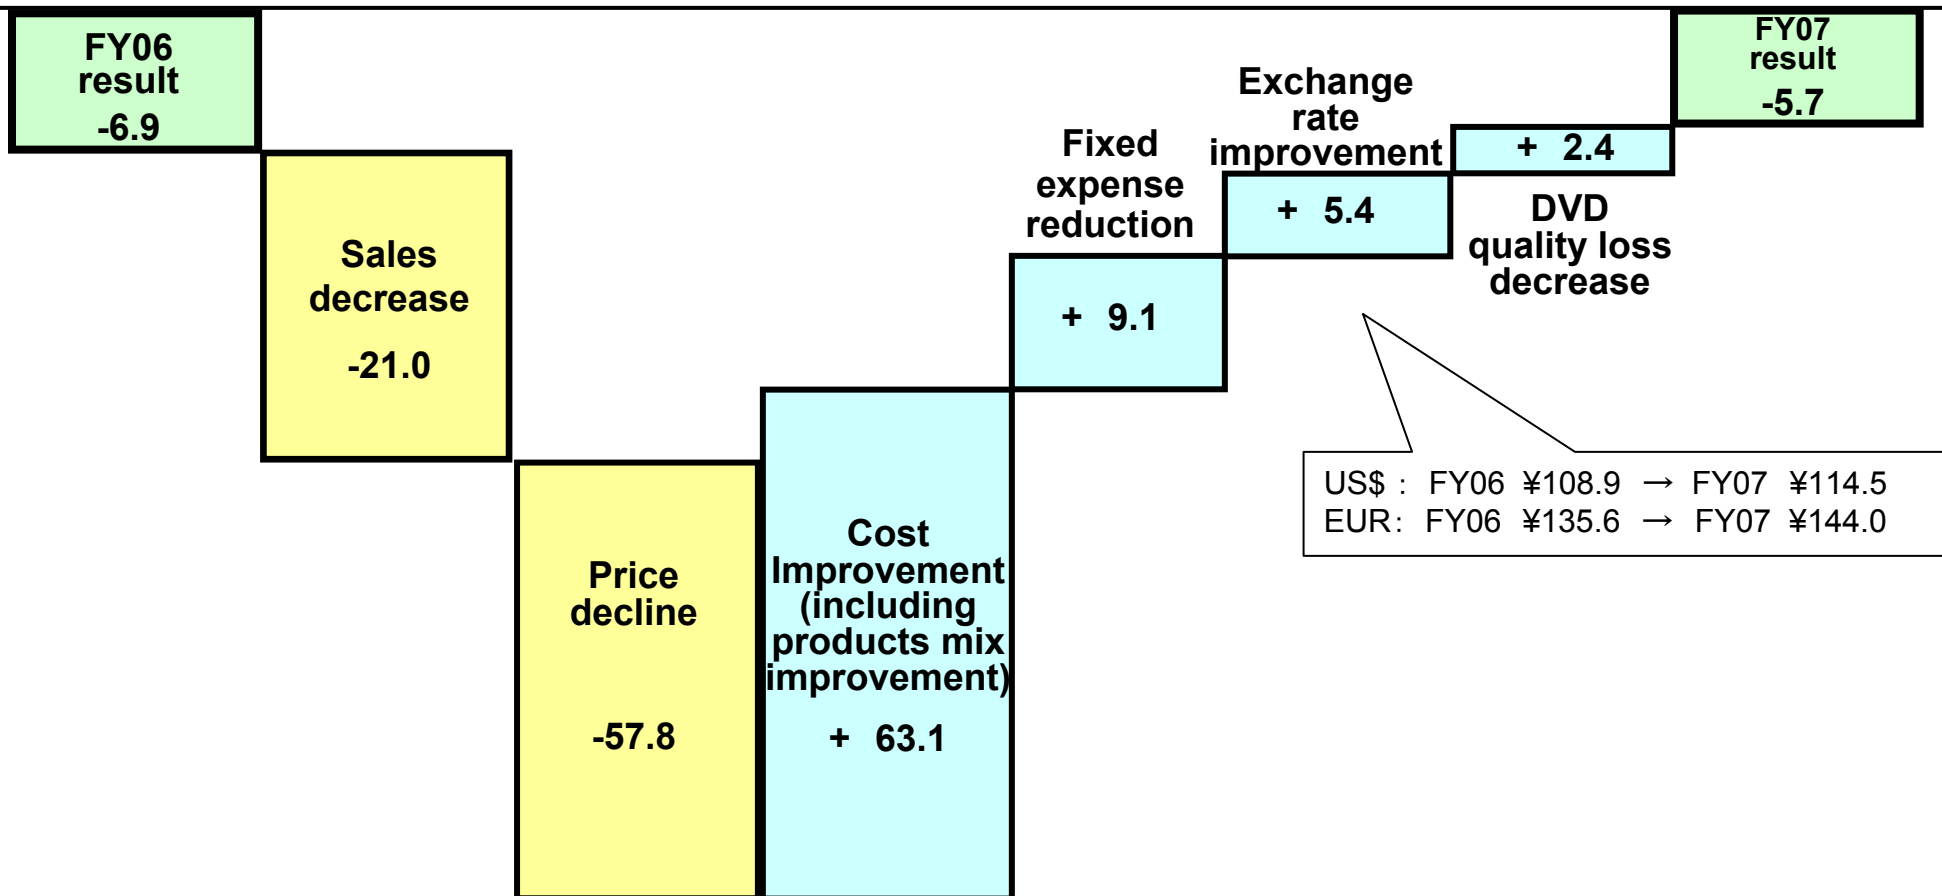 FY06
result
-6.9
Sales
decrease
-21.0
Price
decline
-57.8
Cost
Improvement
(including
products mix
improvement)
+ 63.1
Fixed
expense
reduction
+ 9.1
Exchange
rate
improvement
+ 5.4
+ 2.4
DVD
quality loss
decrease
FY07
result
-5.7
US$ : FY06 ¥108.9 → FY07 ¥114.5
EUR: FY06 ¥135.6 → FY07 ¥144.0